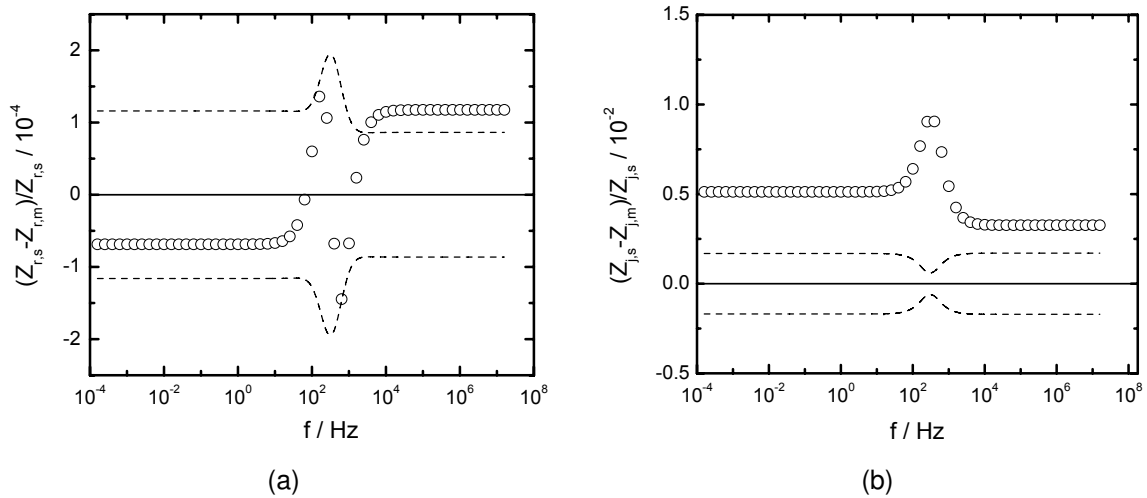 (Z_{r,s}-Z_{r,m})/Z_{r,s} / 10^{-4}
2
1
0
-1
-2
10^{-4} 10^{-2} 10^{0} 10^{2} 10^{4} 10^{6} 10^{8}
f / Hz
(a)
(Z_{j,s}-Z_{j,m})/Z_{j,s} / 10^{-2}
1.5
1.0
0.5
0.0
-0.5
10^{-4} 10^{-2} 10^{0} 10^{2} 10^{4} 10^{6} 10^{8}
f / Hz
(b)